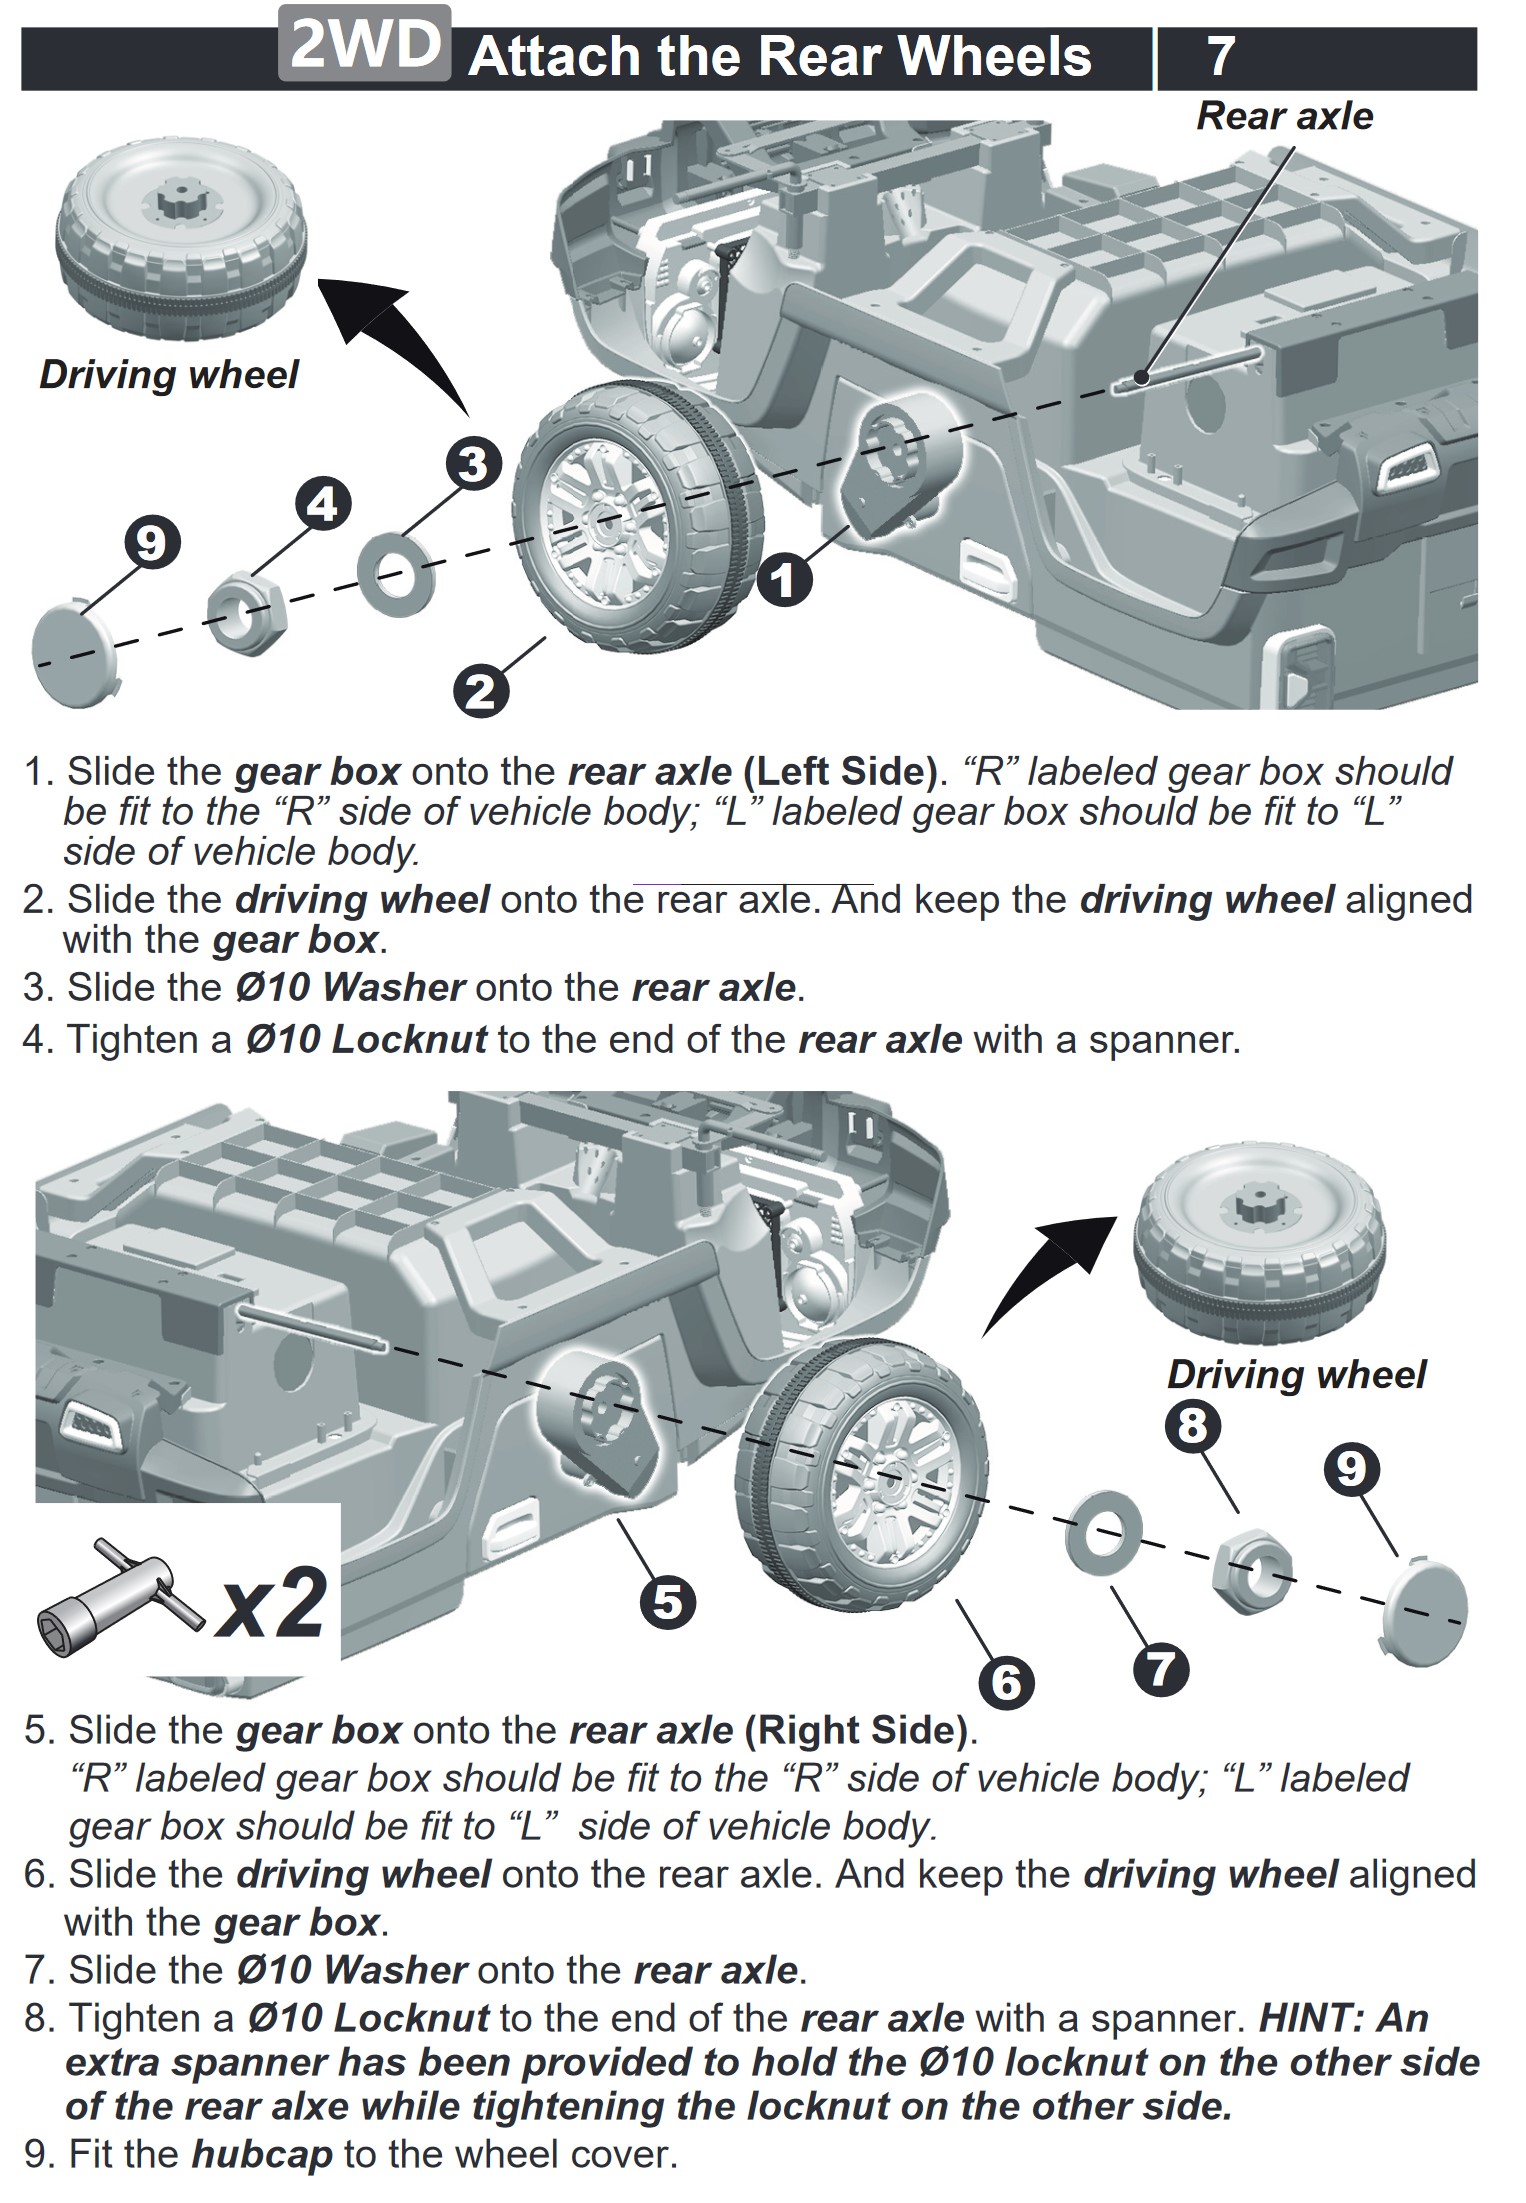 2WD Attach the Rear Wheels 7
Rear axle
Driving wheel
3
4
9
1
2
1. Slide the gear box onto the rear axle (Left Side). “R” labeled gear box should
be fit to the “R” side of vehicle body; “L” labeled gear box should be fit to “L”
side of vehicle body.
2. Slide the driving wheel onto the rear axle. And keep the driving wheel aligned
with the gear box.
3. Slide the Ø10 Washer onto the rear axle.
4. Tighten a Ø10 Locknut to the end of the rear axle with a spanner.
Driving wheel
8
9
x2
5
6
7
5. Slide the gear box onto the rear axle (Right Side).
“R” labeled gear box should be fit to the “R” side of vehicle body; “L” labeled
gear box should be fit to “L” side of vehicle body.
6. Slide the driving wheel onto the rear axle. And keep the driving wheel aligned
with the gear box.
7. Slide the Ø10 Washer onto the rear axle.
8. Tighten a Ø10 Locknut to the end of the rear axle with a spanner. HINT: An
extra spanner has been provided to hold the Ø10 locknut on the other side
of the rear alxe while tightening the locknut on the other side.
9. Fit the hubcap to the wheel cover.